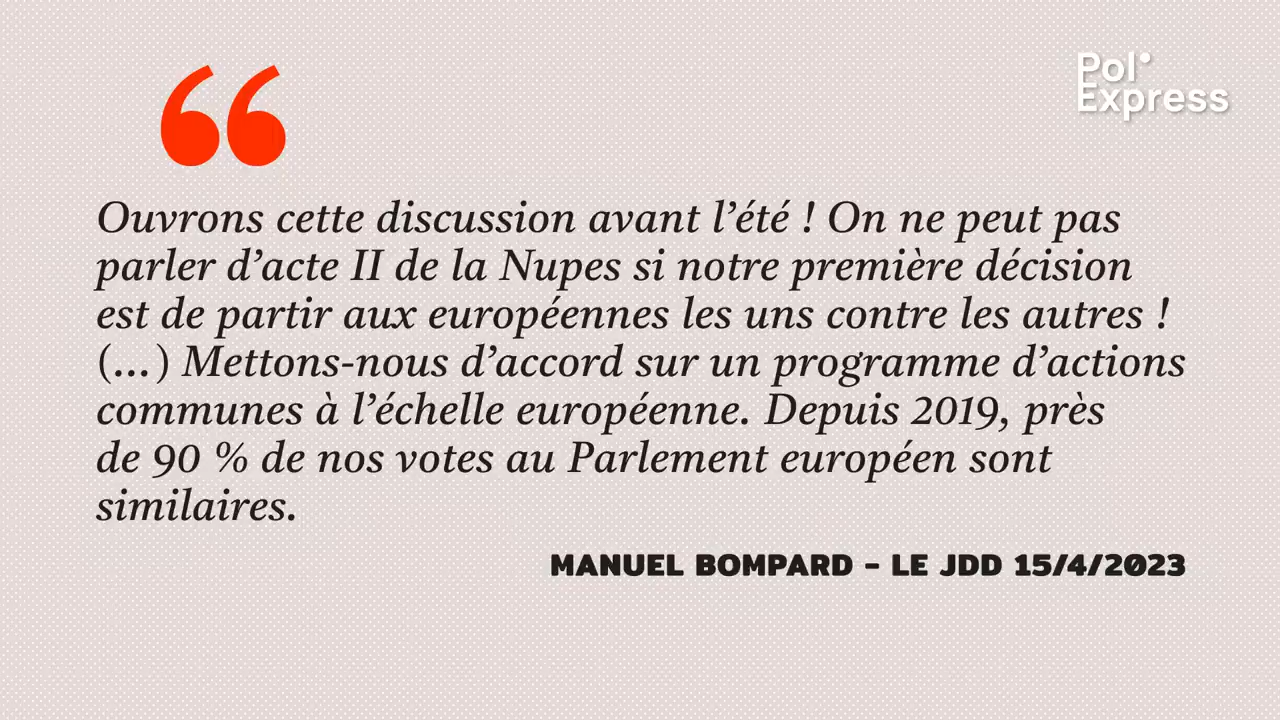 Pol'
Express
Ouvrons cette discussion avant l’été ! On ne peut pas
parler d’acte II de la Nupes si notre première décision
est de partir aux européennes les uns contre les autres !
(…) Mettons-nous d’accord sur un programme d’actions
communes à l’échelle européenne. Depuis 2019, près
de 90 % de nos votes au Parlement européen sont
similaires.
MANUEL BOMPARD – LE JDD 15/4/2023